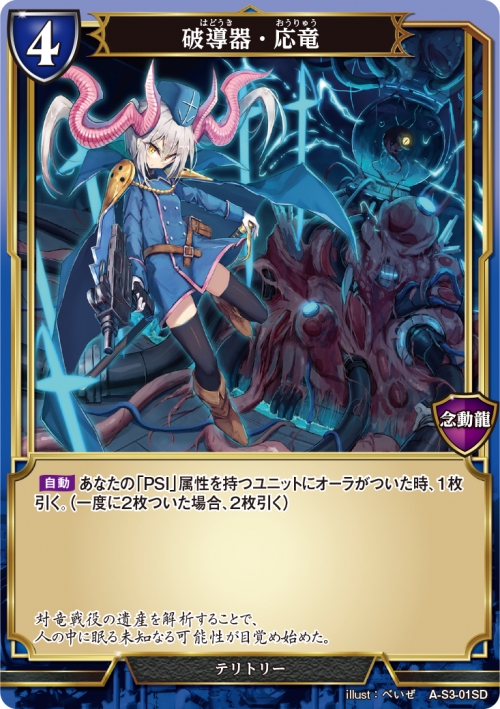 4
はどうき おうりゅう
破導器・応竜
念動龍
自動 あなたの「PSI」属性を持つユニットにオーラがついた時、1枚
引く。(一度に2枚ついた場合、2枚引く)
対竜戦役の遺産を解析することで、
人の中に眠る未知なる可能性が目覚め始めた。
テリトリー
illust:べいぜ A-S3-01SD